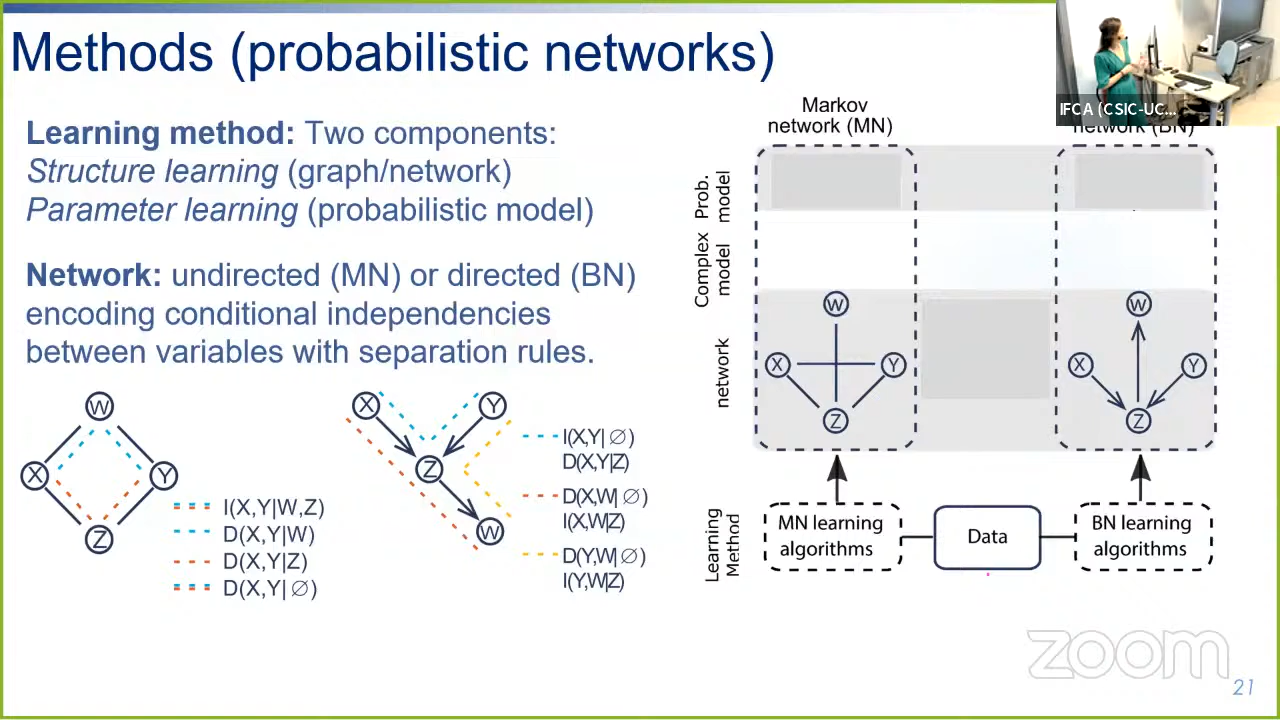 Methods (probabilistic networks)
IFCA (CSIC-UC...
Learning method: Two components:
Structure learning (graph/network)
Parameter learning (probabilistic model)
Network: undirected (MN) or directed (BN)
encoding conditional independencies
between variables with separation rules.
W
X
Y
Z
I(X,Y|W,Z)
D(X,Y|W)
D(X,Y|Z)
D(X,Y|∅)
X
Y
Z
W
I(X,Y|∅)
D(X,Y|Z)
D(X,W|∅)
I(X,W|Z)
D(Y,W|∅)
I(Y,W|Z)
Markov
network (MN)
network (BN)
Prob.
model
Complex
model
network
Learning
Method
W
X
Y
Z
W
X
Y
Z
MN learning
algorithms
Data
BN learning
algorithms
zoom
21